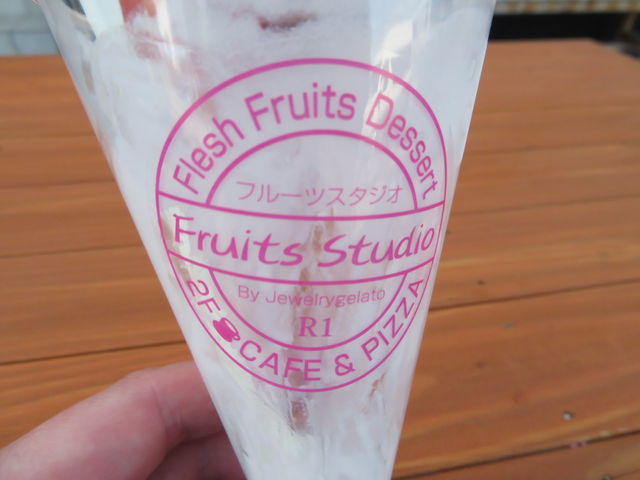 Flesh Fruits Dessert
フルーツスタジオ
Fruits Studio
By Jewelrygelato
R1
2F CAFE & PIZZA